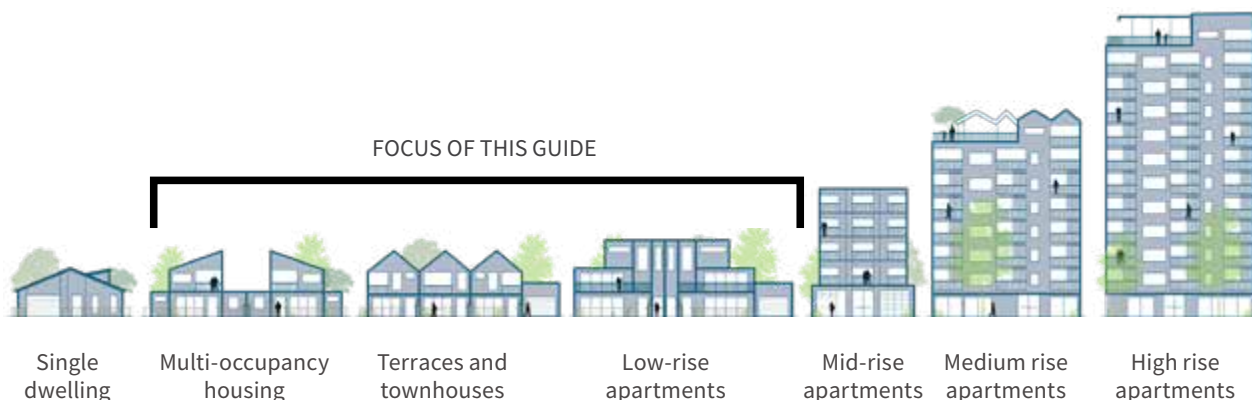 FOCUS OF THIS GUIDE
Single
dwelling
Multi-occupancy
housing
Terraces and
townhouses
Low-rise
apartments
Mid-rise
apartments
Medium rise
apartments
High rise
apartments